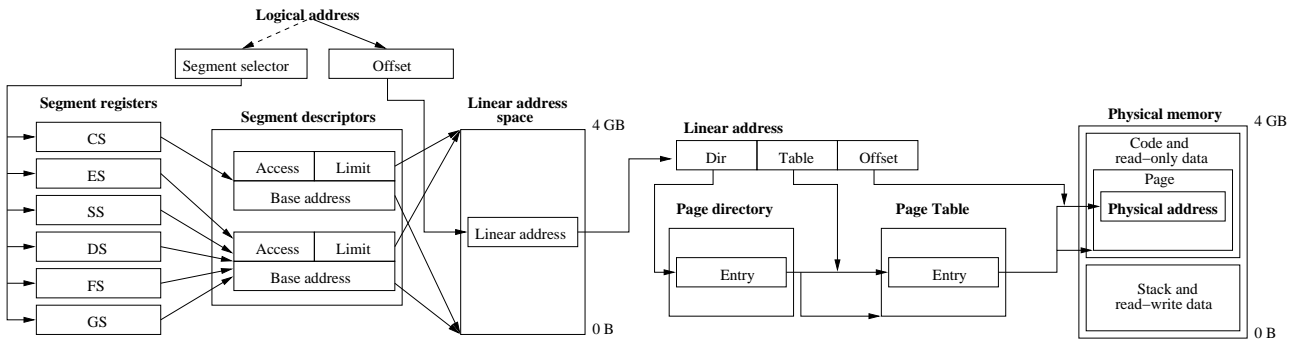 Logical address
Segment selector
Offset
Segment registers
CS
ES
SS
DS
FS
GS
Segment descriptors
Access
Limit
Base address
Access
Limit
Base address
Linear address
space
4 GB
Linear address
0 B
Linear address
Dir
Table
Offset
Page directory
Entry
Page Table
Entry
Physical memory
4 GB
Code and
read−only data
Page
Physical address
Stack and
read−write data
0 B